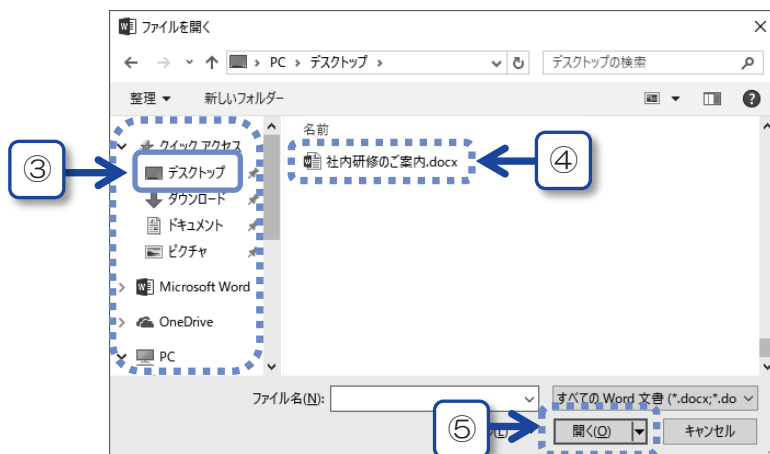 ファイルを開く
PC › デスクトップ ›
デスクトップの検索
整理
新しいフォルダー
クイック アクセス
名前
③
デスクトップ
社内研修のご案内.docx
④
ダウンロード
ドキュメント
ピクチャ
Microsoft Word
OneDrive
PC
ファイル名(N):
すべての Word 文書 (*.docx;*.do
⑤
(L)
開く(O)
キャンセル